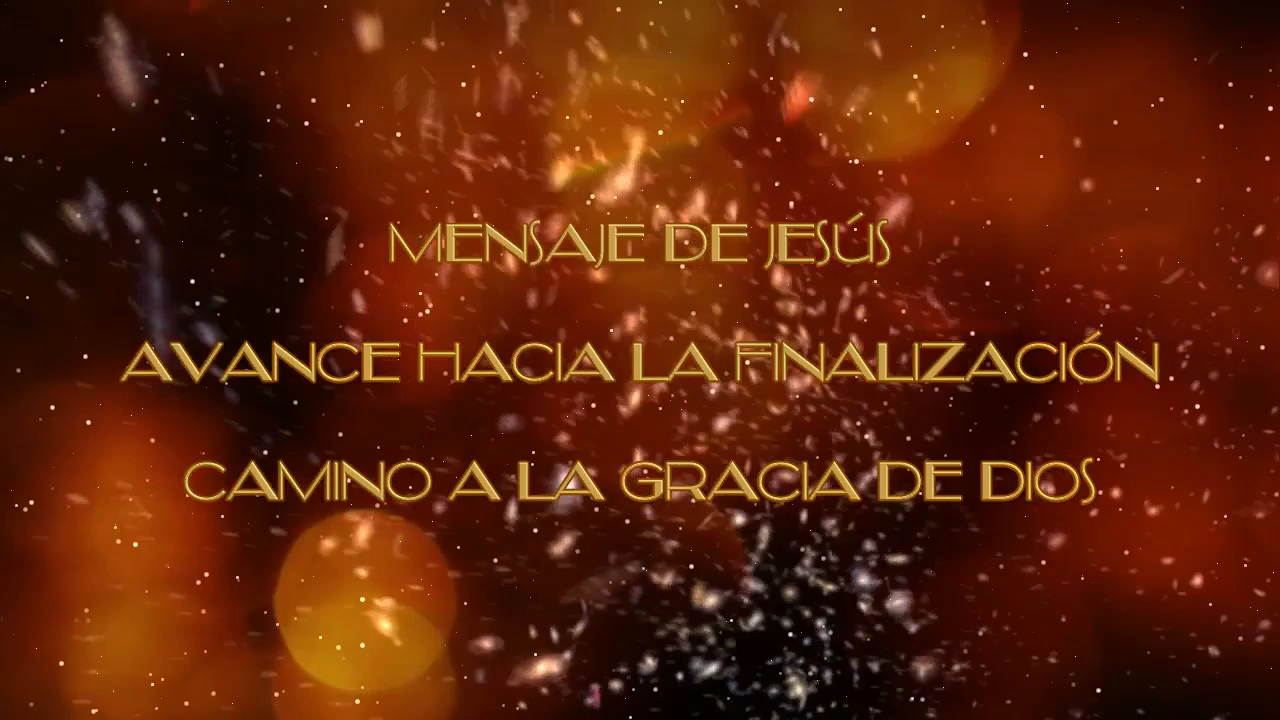 MENSAJE DE JESÚS
AVANCE HACIA LA FINALIZACIÓN
CAMINO A LA GRACIA DE DIOS